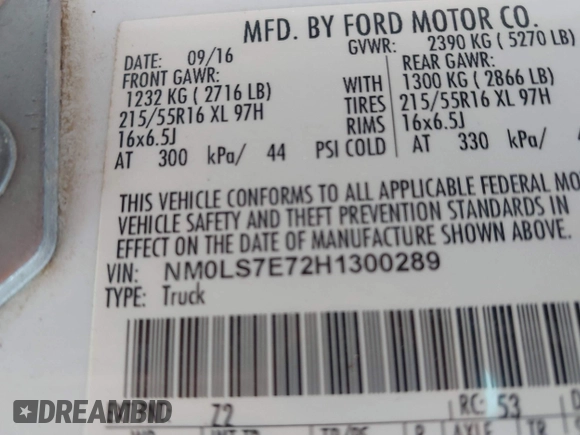 MFD. BY FORD MOTOR CO.
DATE: 09/16 GVWR: 2390 KG ( 5270 LB)
FRONT GAWR: REAR GAWR:
1232 KG ( 2716 LB) WITH 1300 KG ( 2866 LB)
215/55R16 XL 97H TIRES 215/55R16 XL 97H
16x6.5J RIMS 16x6.5J
AT 300 kPa/ 44 PSI COLD AT 330 kPa/
THIS VEHICLE CONFORMS TO ALL APPLICABLE FEDERAL MO
VEHICLE SAFETY AND THEFT PREVENTION STANDARDS IN
EFFECT ON THE DATE OF MANUFACTURE SHOWN ABOVE.
VIN: NM0LS7E72H1300289
TYPE: Truck
Z2 RC: 53
DREAMBID